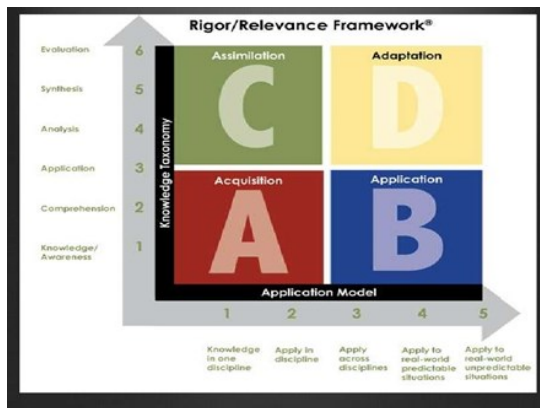 Rigor/Relevance Framework®
Evaluation 6
Synthesis 5
Analysis 4
Application 3
Comprehension 2
Knowledge/
Awareness 1
Knowledge Taxonomy
Assimilation
C
Adaptation
D
Acquisition
A
Application
B
Application Model
1 2 3 4 5
Knowledge
in one
discipline
Apply in
discipline
Apply
across
disciplines
Apply to
real-world
predictable
situations
Apply to
real-world
unpredictable
situations